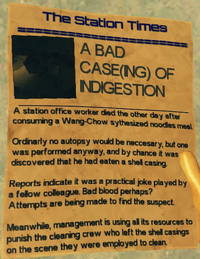 The Station Times
A BAD
CASE(ING) OF
INDIGESTION
A station office worker died the other day after
consuming a Wang-Chow sythesized noodles meal.
Ordinarly no autopsy would be neccesary, but one
was performed anyway, and by chance it was
discovered that he had eaten a shell casing.
Reports indicate it was a practical joke played by
a fellow colleague. Bad blood perhaps?
Attempts are being made to find the suspect.
Meanwhile, management is using all its resources to
punish the cleaning crew who left the shell casings
on the scene they were employed to clean.